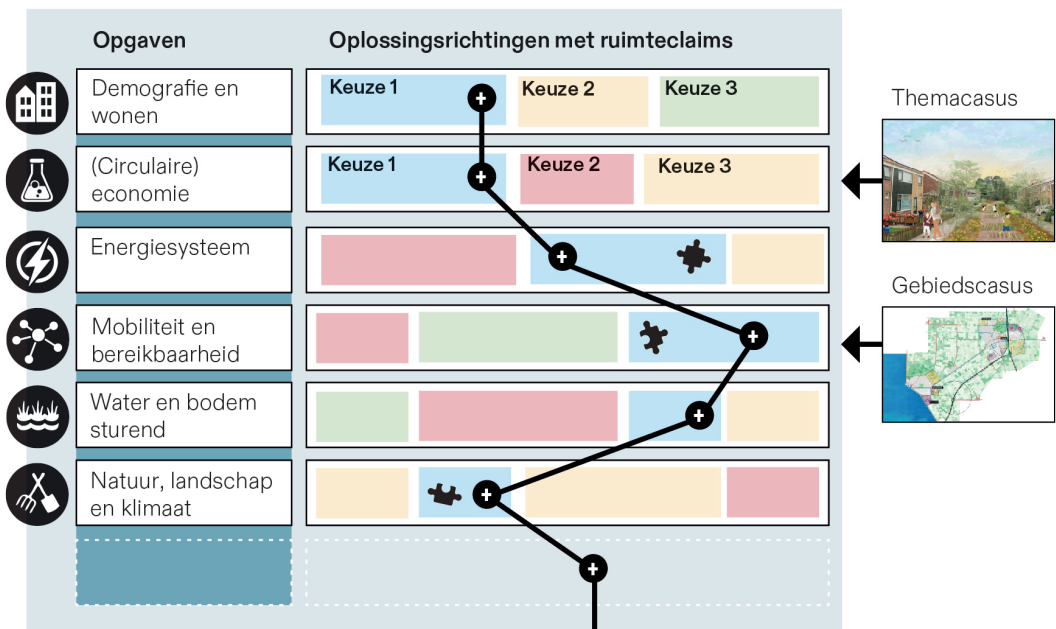 Opgaven
Oplossingsrichtingen met ruimteclaims
Demografie en
wonen
Keuze 1
Keuze 2
Keuze 3
(Circulaire)
economie
Keuze 1
Keuze 2
Keuze 3
Energiesysteem
Mobiliteit en
bereikbaarheid
Water en bodem
sturend
Natuur, landschap
en klimaat
Themacasus
Gebiedscasus